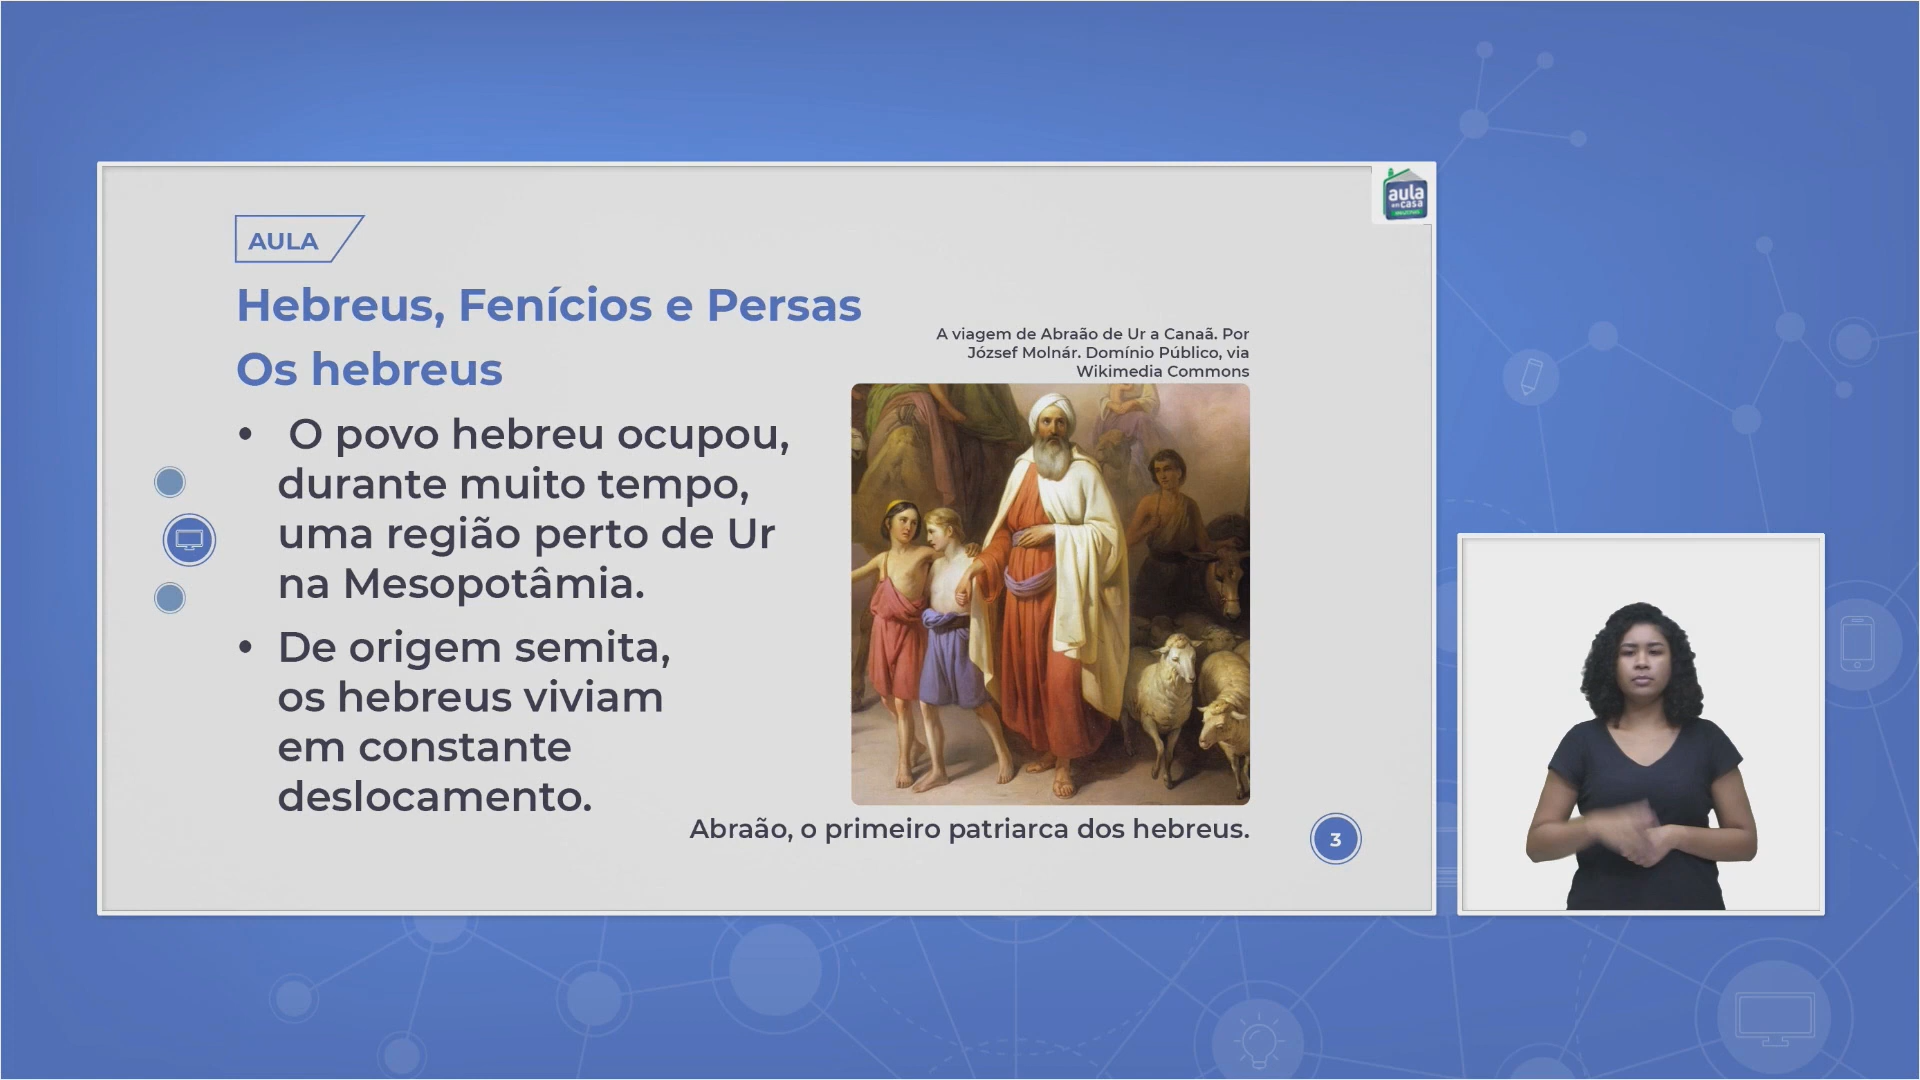 AULA
Hebreus, Fenícios e Persas
Os hebreus
• O povo hebreu ocupou,
durante muito tempo,
uma região perto de Ur
na Mesopotâmia.
• De origem semita,
os hebreus viviam
em constante
deslocamento.
A viagem de Abraão de Ur a Canaã. Por
József Molnár. Domínio Público, via
Wikimedia Commons
Abraão, o primeiro patriarca dos hebreus.
3
aula
em casa